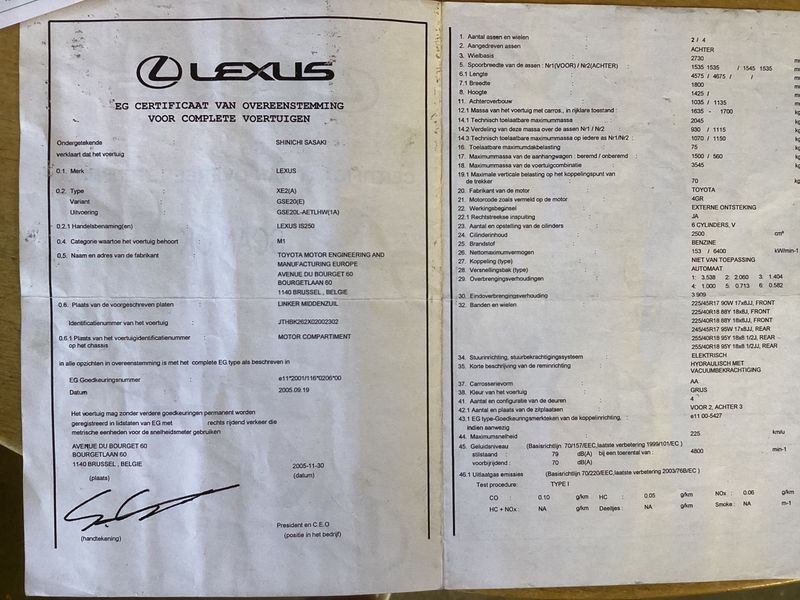 LEXUS
EG CERTIFICAAT VAN OVEREENSTEMMING
VOOR COMPLETE VOERTUIGEN
Ondergetekende : SHINICHI SASAKI
verklaart dat het voertuig
0.1. Merk : LEXUS
0.2. Type : XE2(A)
Variant : GSE20(E)
Uitvoering : GSE20L-AETLHW(1A)
0.2.1 Handelsbenaming(en) : LEXUS IS250
0.4. Categorie waartoe het voertuig behoort : M1
0.5. Naam en adres van de fabrikant : TOYOTA MOTOR ENGINEERING AND
MANUFACTURING EUROPE
AVENUE DU BOURGET 60
BOURGETLAAN 60
1140 BRUSSEL , BELGIE
0.6. Plaats van de voorgeschreven platen : LINKER MIDDENZUIL
Identificatienummer van het voertuig : JTHBK262X02002302
0.6.1 Plaats van het voertuigidentificatienummer : MOTOR COMPARTIMENT
op het chassis
in alle opzichten in overeenstemming is met het complete EG type als beschreven in
EG Goedkeuringsnummer : e11*2001/116*0206*00
Datum : 2005.09.19
Het voertuig mag zonder verdere goedkeuringen permanent worden
geregistreerd in lidstaten van EG met rechts rijdend verkeer die
metrische eenheden voor de snelheidsmeter gebruiken
AVENUE DU BOURGET 60
BOURGETLAAN 60
1140 BRUSSEL , BELGIE 2005-11-30
(plaats) (datum)
President en C.E.O
(handtekening) (positie in het bedrijf)
1. Aantal assen en wielen : 2 / 4
2. Aangedreven assen : ACHTER
3. Wielbasis : 2730
5. Spoorbreedte van de assen : Nr1(VOOR) / Nr2(ACHTER) : 1535 1535 / 1545 1535
6.1 Lengte : 4575 / 4675 / /
7.1 Breedte : 1800
8. Hoogte : 1425 /
11. Achteroverbouw : 1035 / 1135
12.1 Massa van het voertuig met carros., in rijklare toestand : 1635 - 1700 kg
14.1 Technisch toelaatbare maximummassa : 2045
14.2 Verdeling van deze massa over de assen Nr1 / Nr2 : 930 / 1115
14.3 Technisch toelaatbare maximummassa op iedere as Nr1/Nr2 : 1070 / 1150
16. Toelaatbare maximumdakbelasting : 75
17. Maximummassa van de aanhangwagen : beremd / onberemd : 1500 / 560
18. Maximummassa van de voertuigcombinatie : 3545
19.1 Maximale verticale belasting op het koppelingspunt van
de trekker : 70 kg
20. Fabrikant van de motor : TOYOTA
21. Motorcode zoals vermeld op de motor : 4GR
22. Werkingsbeginsel : EXTERNE ONTSTEKING
22.1 Rechtstreekse inspuiting : JA
23. Aantal en opstelling van de cilinders : 6 CYLINDERS, V
24. Cilinderinhoud : 2500 cm³
25. Brandstof : BENZINE
26. Nettomaximumvermogen : 153 / 6400 kW/min-1
27. Koppeling (type) : NIET VAN TOEPASSING
28. Versnellingsbak (type) : AUTOMAAT
29. Overbrengingsverhoudingen : 1: 3.538 2: 2.060 3: 1.404
4: 1.000 5: 0.713 6: 0.582
30. Eindoverbrengingsverhouding : 3.909
32. Banden en wielen : 225/45R17 90W 17x8JJ, FRONT
225/40R18 88Y 18x8J, FRONT
225/40R18 88Y 18x8JJ, FRONT
245/45R17 95W 17x8JJ, REAR
255/40R18 95Y 18x8 1/2J, REAR
255/40R18 95Y 18x8 1/2JJ, REAR
34. Stuurinrichting, stuurbekrachtigingssysteem : ELEKTRISCH
35. Korte beschrijving van de reminrichting : HYDRAULISCH MET
VACUUMBEKRACHTIGING
37. Carrosserievorm : AA
38. Kleur van het voertuig : GRIJS
41. Aantal en configuratie van de deuren : 4
42.1 Aantal en plaats van de zitplaatsen : VOOR 2, ACHTER 3
43.1 EG type-Goedkeuringsmerkteken van de koppelinrichting, : e11 00-5427
indien aanwezig
44. Maximumsnelheid : 225 km/u
45. Geluidsniveau (Basisrichtlijn 70/157/EEC,laatste verbetering 1999/101/EC )
stilstaand : 79 dB(A) bij een toerental van : 4800 min-1
voorbijrijdend : 70 dB(A)
46.1 Uitlaatgas emissies (Basisrichtlijn 70/220/EEC,laatste verbetering 2003/76B/EC )
Test procedure: TYPE I
CO : 0.10 g/km HC : 0.05 g/km NOx : 0.06 g/km
HC + NOx : NA g/km Deeltjes : NA g/km Smoke : NA m-1